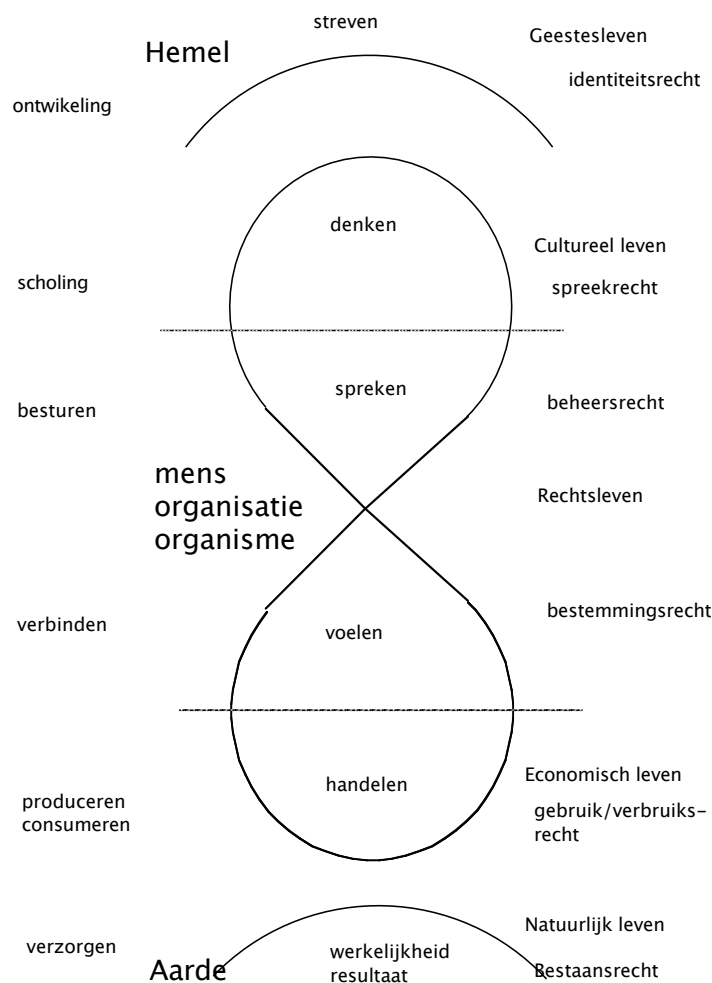 streven
Hemel
Geestesleven
identiteitsrecht
ontwikeling
denken
Cultureel leven
scholing
spreekrecht
spreken
besturen
beheersrecht
mens
organisatie
organisme
Rechtsleven
verbinden
voelen
bestemmingsrecht
handelen
Economisch leven
produceren
consumeren
gebruik/verbruiks-
recht
Natuurlijk leven
verzorgen
werkelijkheid
resultaat
Aarde
Bestaansrecht